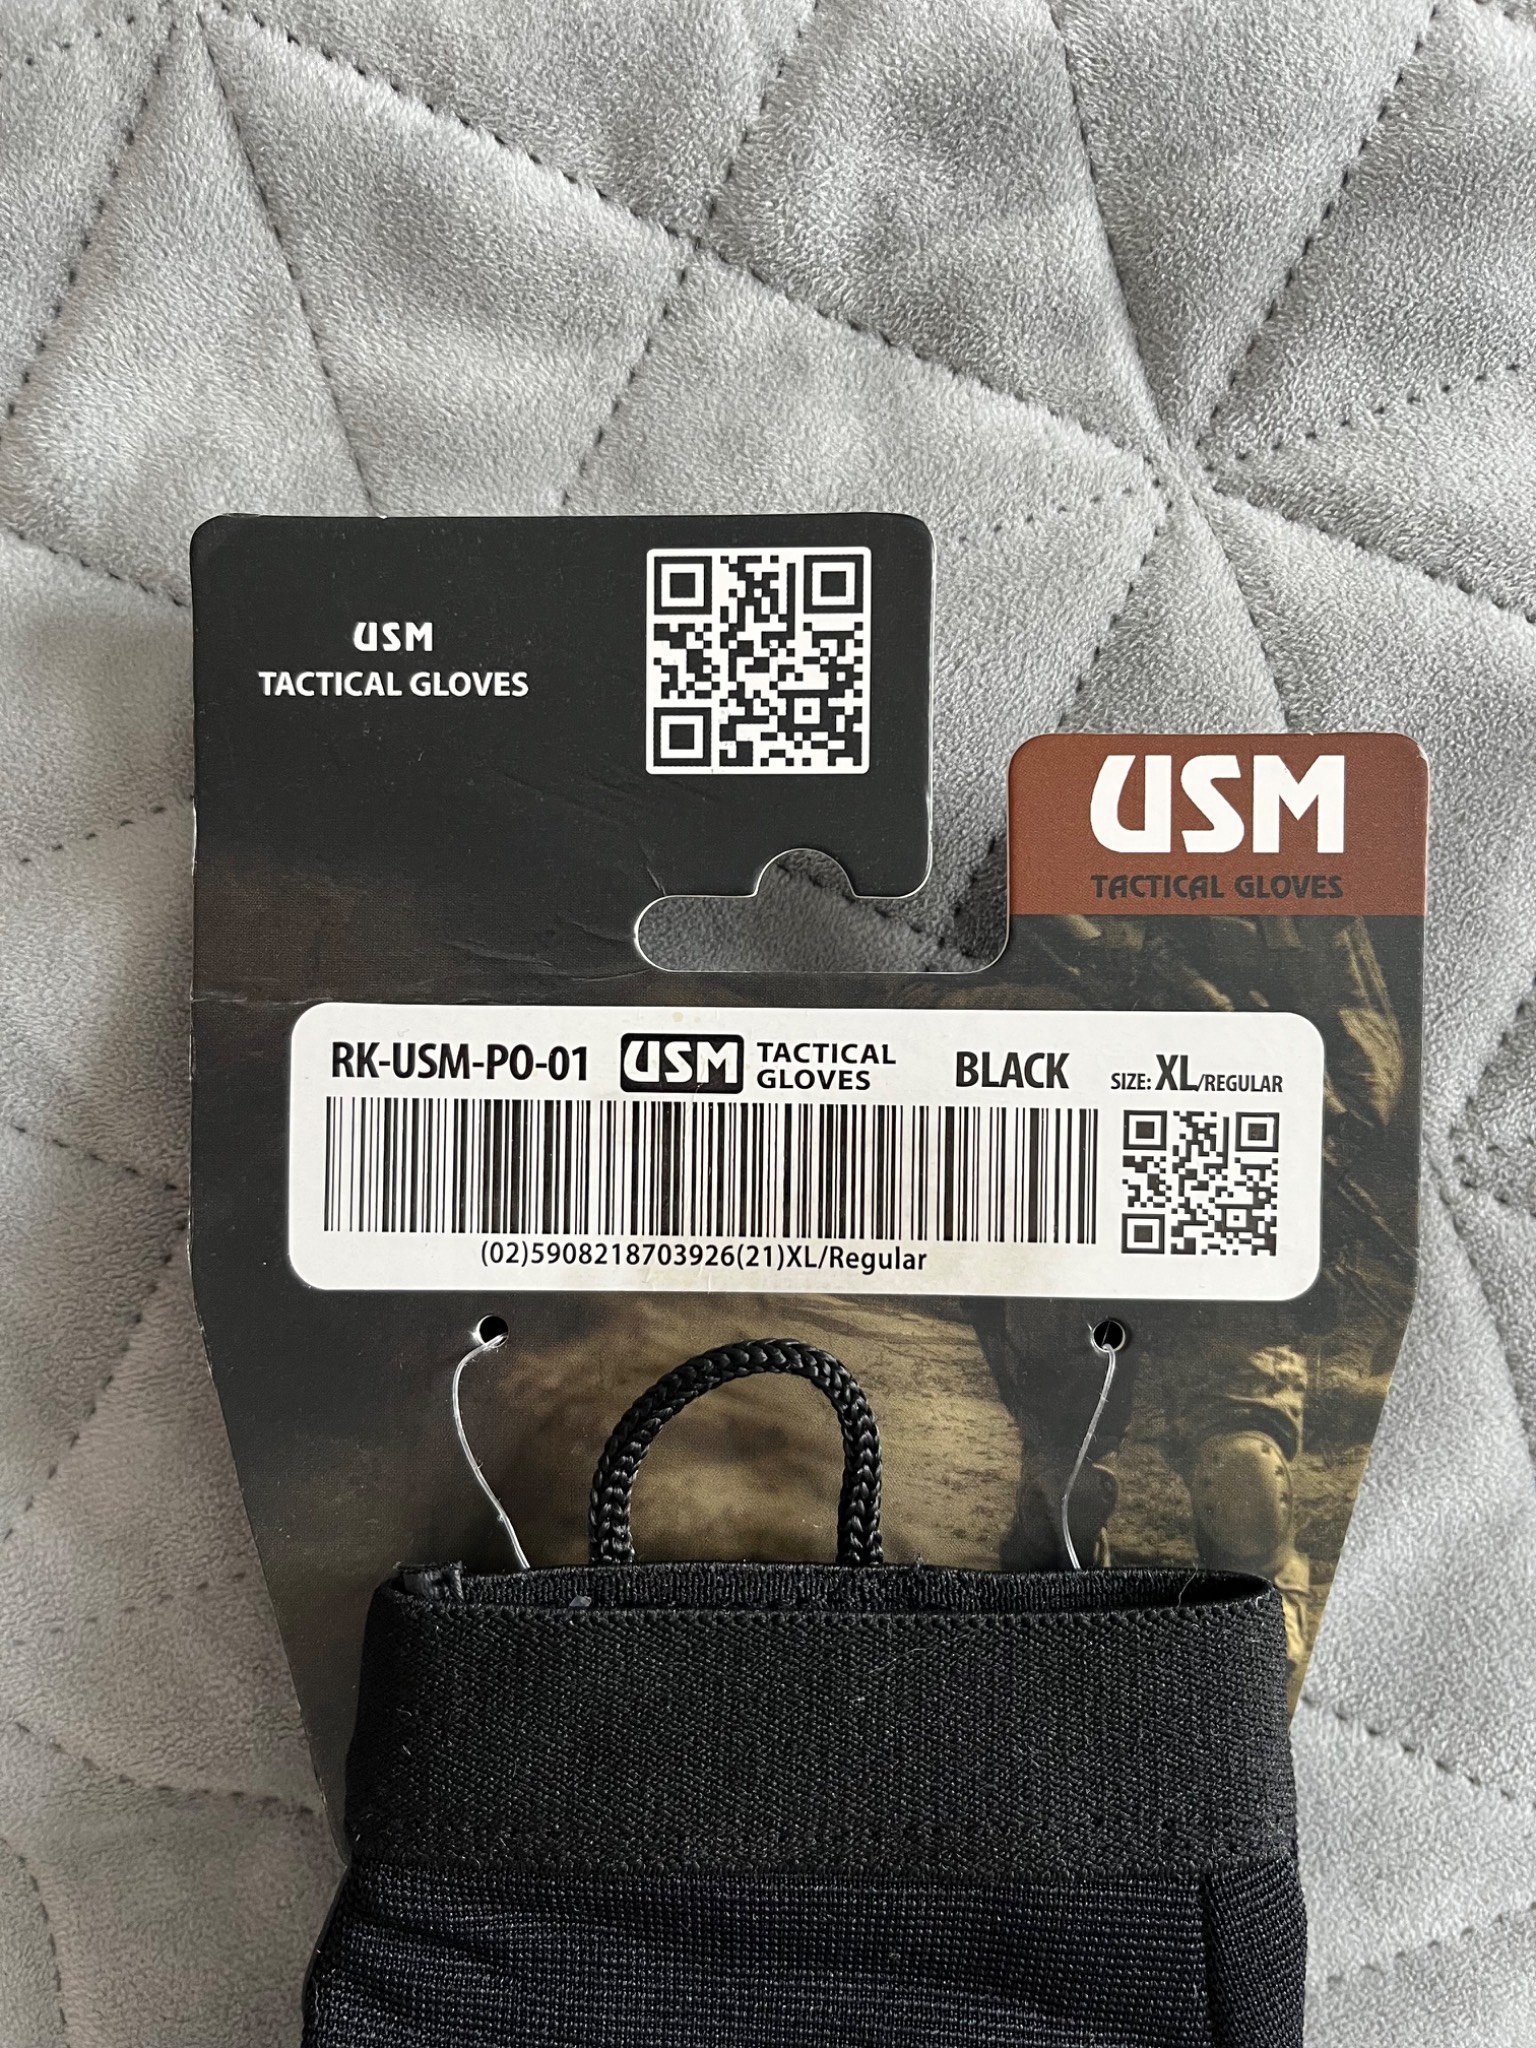 USM
TACTICAL GLOVES
USM
TACTICAL GLOVES
RK-USM-PO-01 USM TACTICAL GLOVES BLACK SIZE: XL/REGULAR
(02)5908218703926(21)XL/Regular